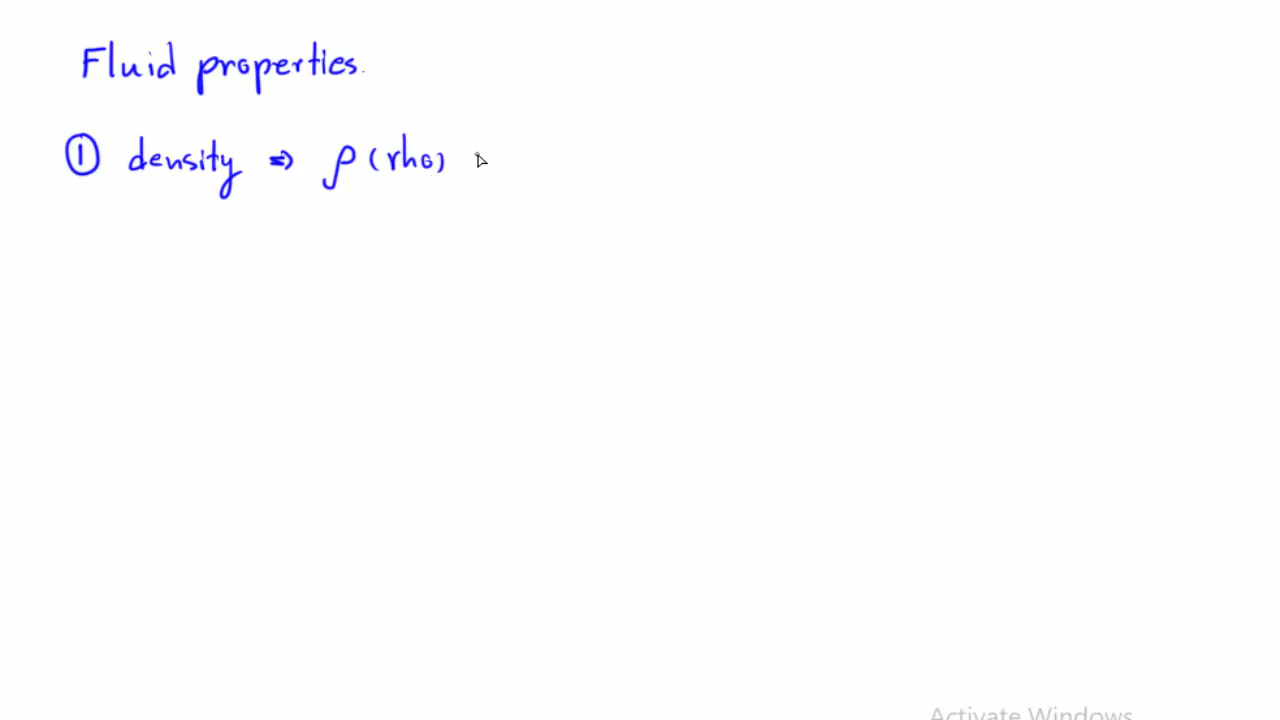 Fluid properties.
① density ⇒ ρ (rho)
Activate Windows